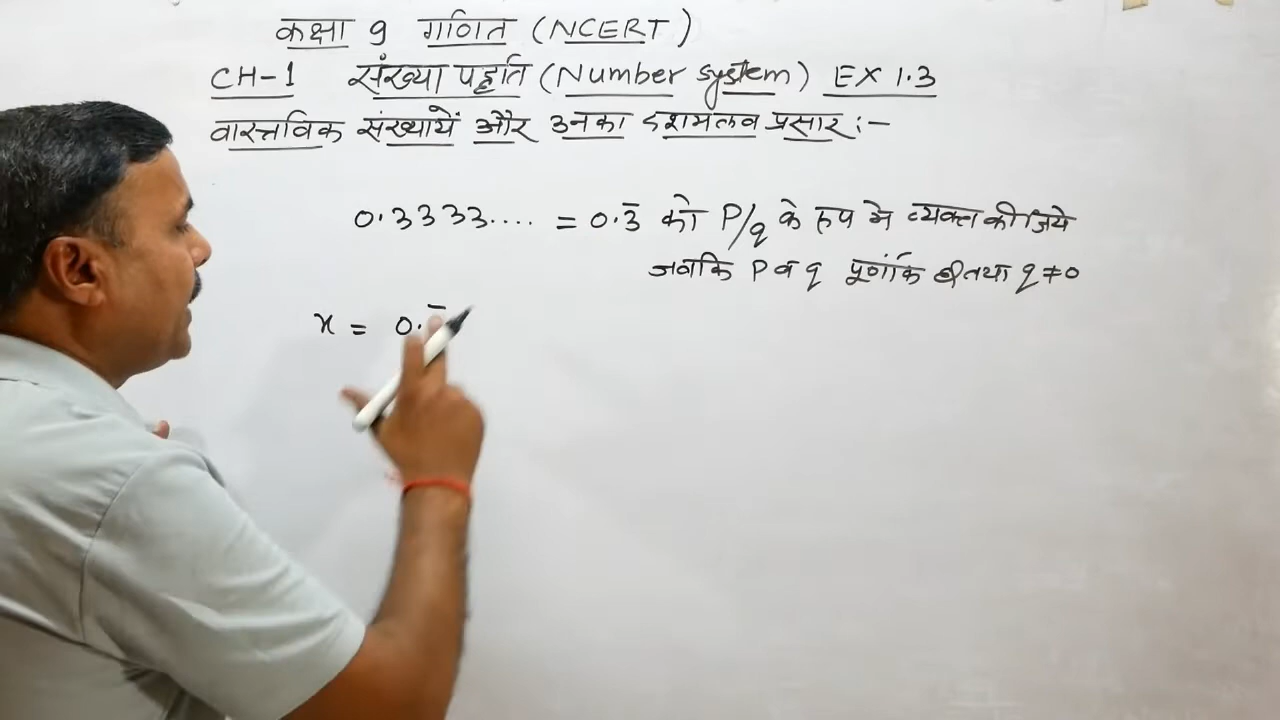 कक्षा 9 गणित (NCERT)
CH-1 संख्या पद्धति (Number system) EX 1.3
वास्तविक संख्यायें और उनका दशमलव प्रसार :-
0.3333.... = 0.3̄ को P/q के रूप मे व्यक्त कीजिये
जबकि P व q पूर्णांक है तथा q ≠ 0
x = 0.